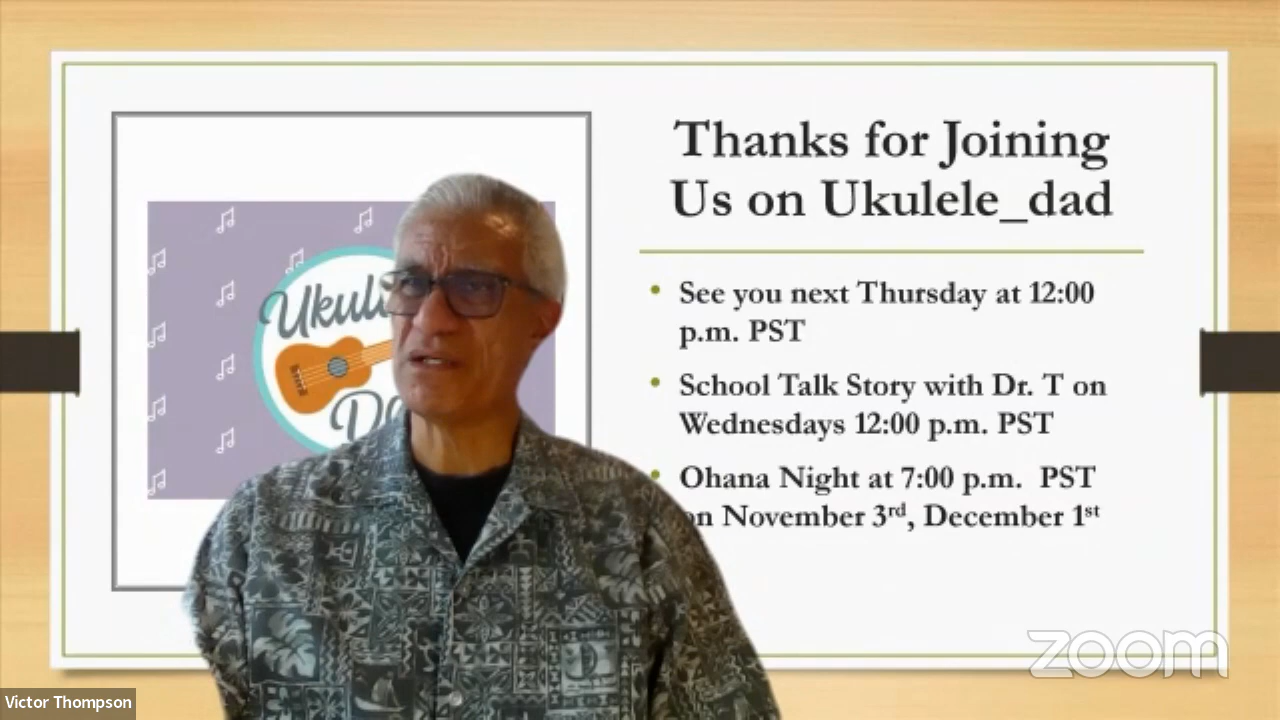 Thanks for Joining
Us on Ukulele_dad
• See you next Thursday at 12:00
p.m. PST
• School Talk Story with Dr. T on
Wednesdays 12:00 p.m. PST
• Ohana Night at 7:00 p.m. PST
on November 3rd, December 1st
zoom
Victor Thompson